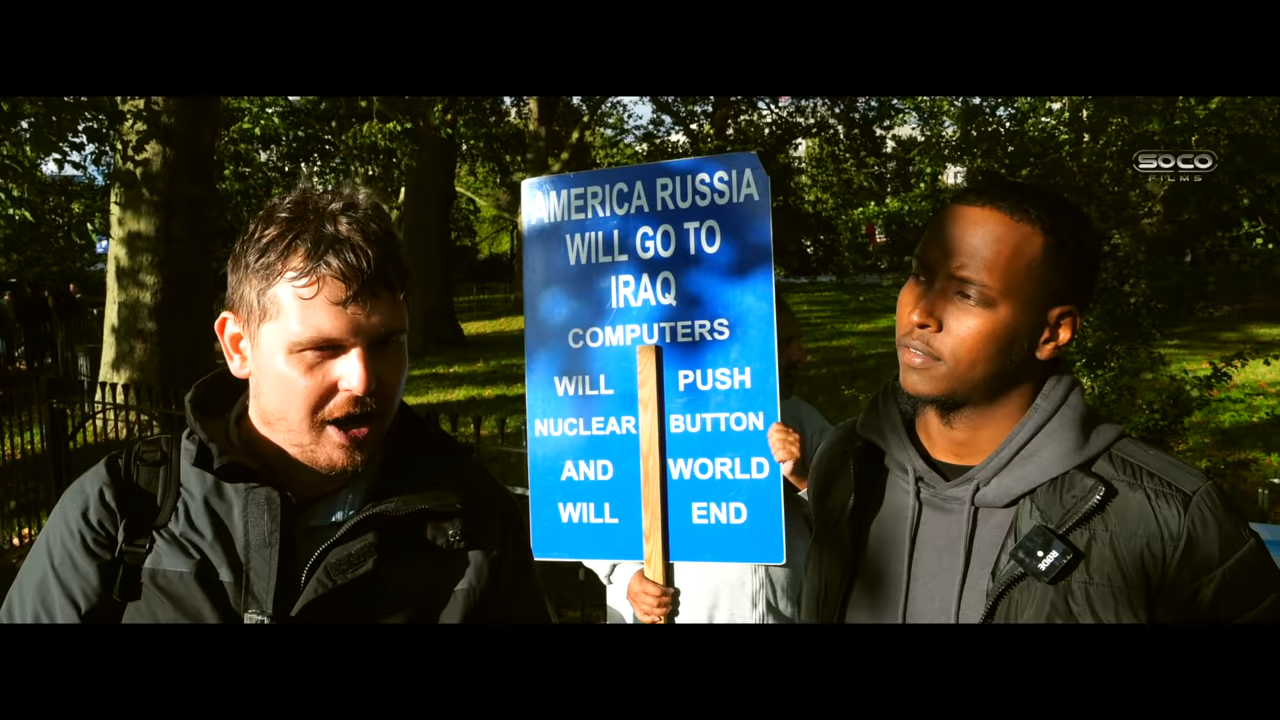 AMERICA RUSSIA
WILL GO TO
IRAQ
COMPUTERS
WILL PUSH
NUCLEAR BUTTON
AND WORLD
WILL END
SOCO
FILMS
RODE